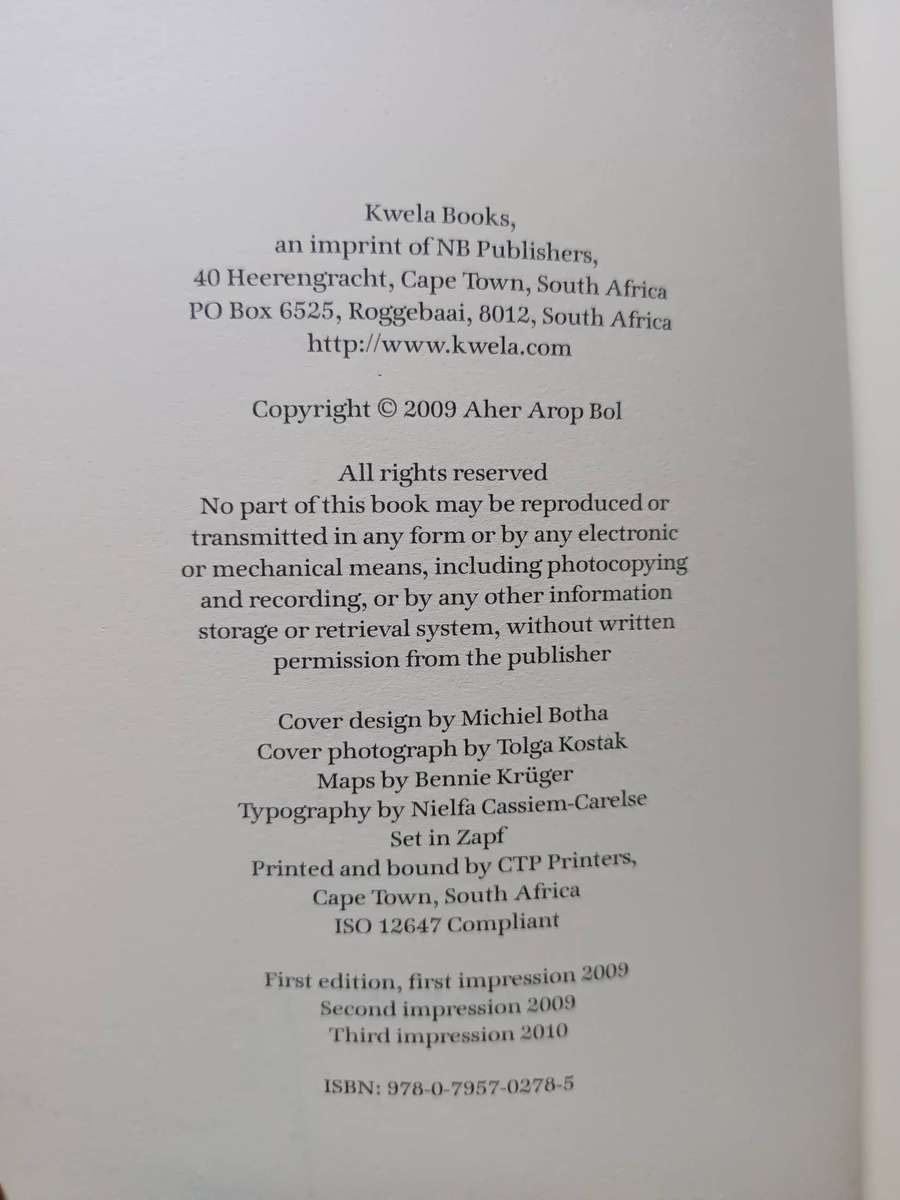 Kwela Books,
an imprint of NB Publishers,
40 Heerengracht, Cape Town, South Africa
PO Box 6525, Roggebaai, 8012, South Africa
http://www.kwela.com
Copyright © 2009 Aher Arop Bol
All rights reserved
No part of this book may be reproduced or
transmitted in any form or by any electronic
or mechanical means, including photocopying
and recording, or by any other information
storage or retrieval system, without written
permission from the publisher
Cover design by Michiel Botha
Cover photograph by Tolga Kostak
Maps by Bennie Krüger
Typography by Nielfa Cassiem-Carelse
Set in Zapf
Printed and bound by CTP Printers,
Cape Town, South Africa
ISO 12647 Compliant
First edition, first impression 2009
Second impression 2009
Third impression 2010
ISBN: 978-0-7957-0278-5